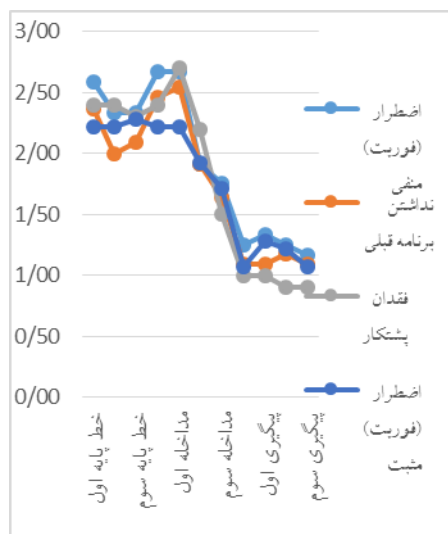 3/00
2/50
2/00
1/50
1/00
0/50
0/00
خط پایه اول
خط پایه سوم
مداخله اول
مداخله سوم
پیگیری اول
پیگیری سوم
اضطرار
(فوریت)
منفی
نداشتن
برنامه قبلی
فقدان
پشتکار
اضطرار
(فوریت)
مثبت